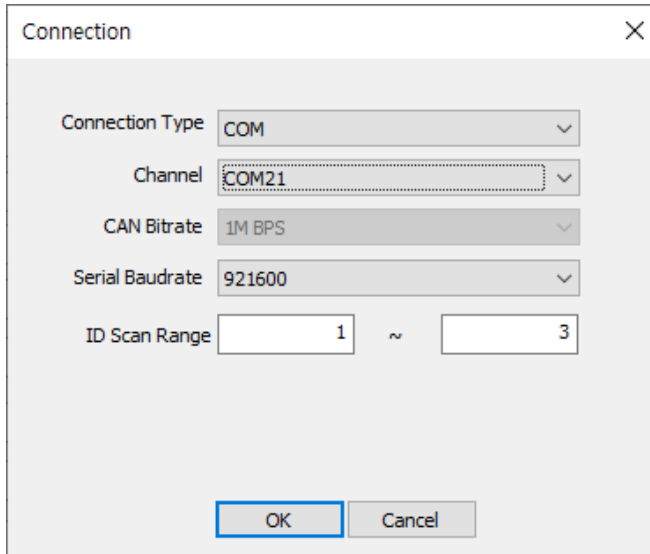 Connection
Connection Type COM
Channel COM21
CAN Bitrate 1M BPS
Serial Baudrate 921600
ID Scan Range 1 ~ 3
OK Cancel